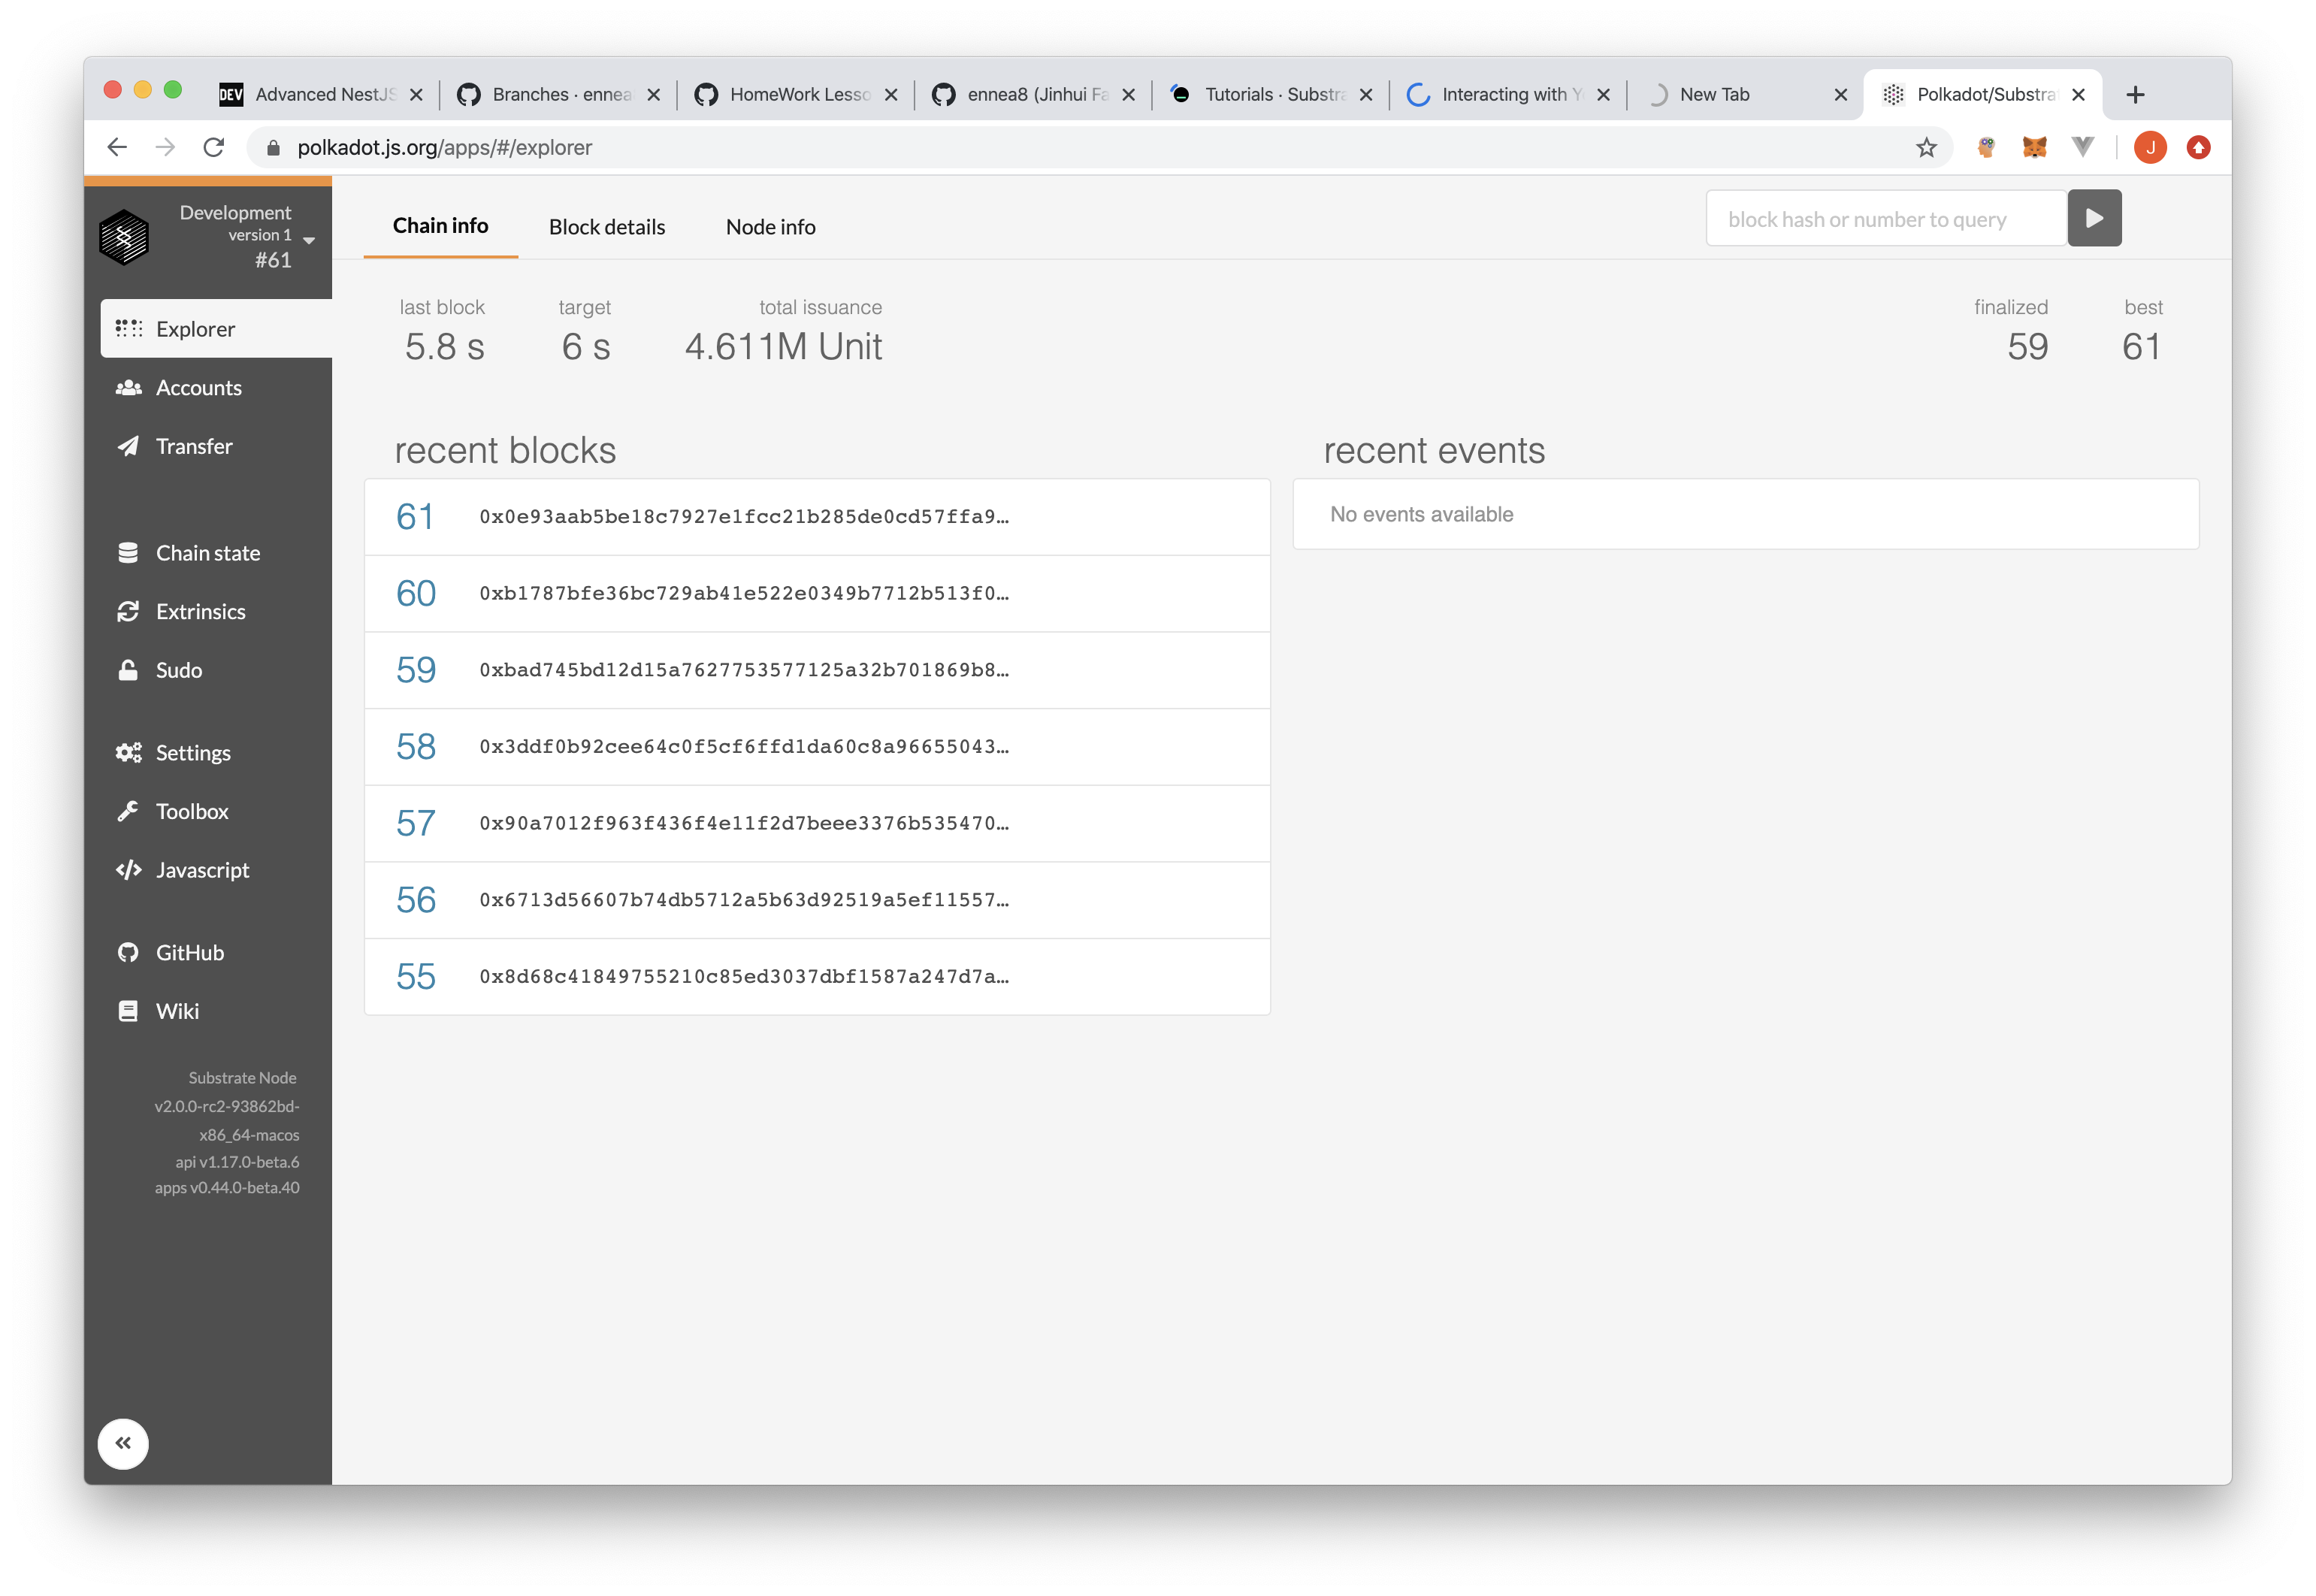 DEV Advanced NestJS
Branches · ennea
HomeWork Lesso
ennea8 (Jinhui Fa
Tutorials · Substra
Interacting with Y
New Tab
Polkadot/Substra
polkadot.js.org/apps/#/explorer
J
Development
version 1
#61
Explorer
Accounts
Transfer
Chain state
Extrinsics
Sudo
Settings
Toolbox
Javascript
GitHub
Wiki
Substrate Node
v2.0.0-rc2-93862bd-
x86_64-macos
api v1.17.0-beta.6
apps v0.44.0-beta.40
Chain info
Block details
Node info
block hash or number to query
last block
5.8 s
target
6 s
total issuance
4.611M Unit
finalized
59
best
61
recent blocks
61 0x0e93aab5be18c7927e1fcc21b285de0cd57ffa9…
60 0xb1787bfe36bc729ab41e522e0349b7712b513f0…
59 0xbad745bd12d15a7627753577125a32b701869b8…
58 0x3ddf0b92cee64c0f5cf6ffd1da60c8a96655043…
57 0x90a7012f963f436f4e11f2d7beee3376b535470…
56 0x6713d56607b74db5712a5b63d92519a5ef11557…
55 0x8d68c41849755210c85ed3037dbf1587a247d7a…
recent events
No events available